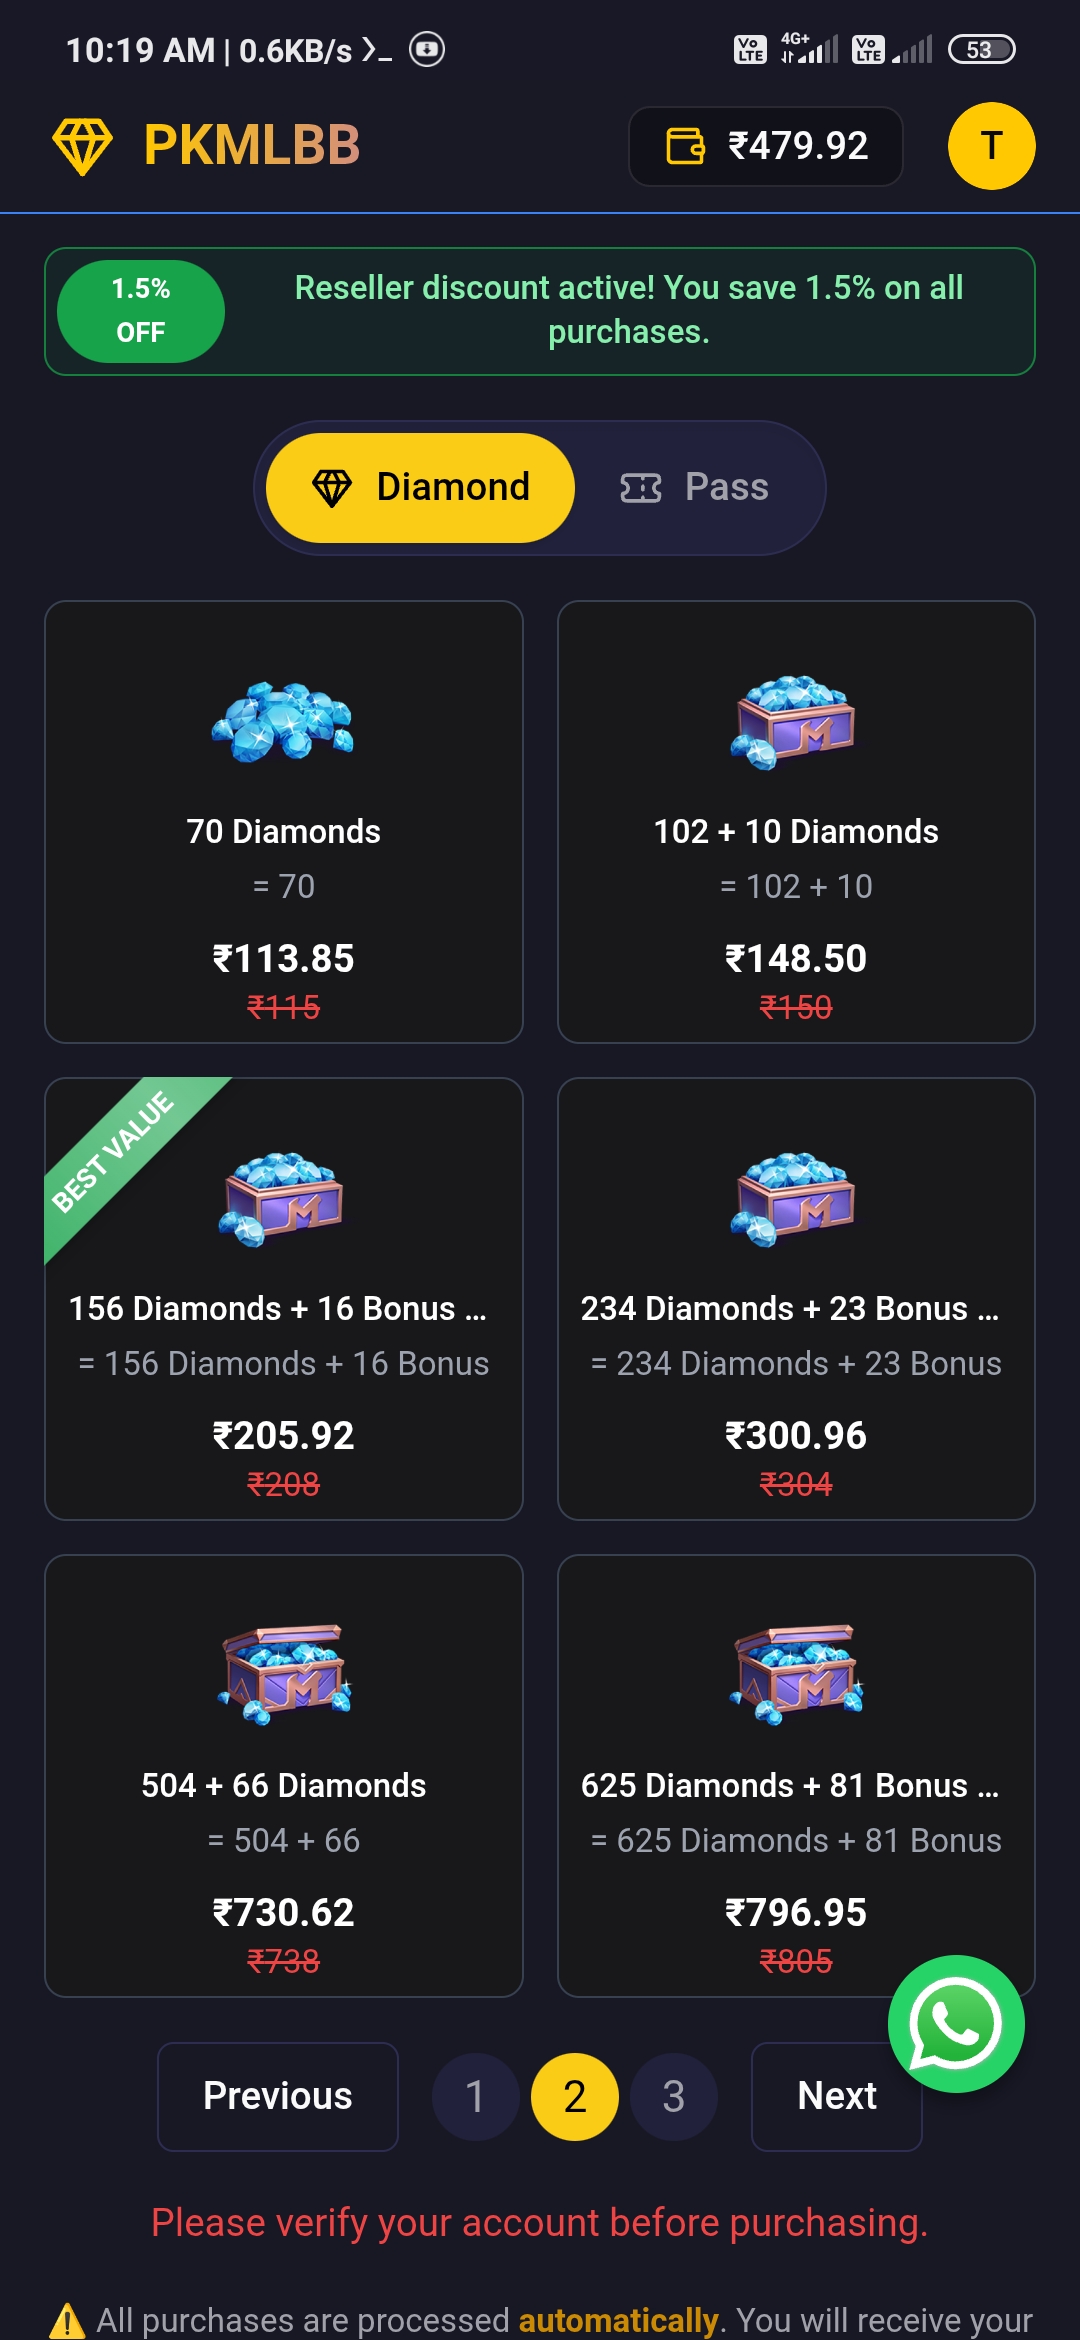 10:19 AM | 0.6KB/s
Vo LTE 4G+ Vo LTE 53
PKMLBB ₹479.92 T
1.5%
OFF
Reseller discount active! You save 1.5% on all
purchases.
Diamond Pass
70 Diamonds
= 70
₹113.85
₹115
102 + 10 Diamonds
= 102 + 10
₹148.50
₹150
BEST VALUE
156 Diamonds + 16 Bonus ...
= 156 Diamonds + 16 Bonus
₹205.92
₹208
234 Diamonds + 23 Bonus ...
= 234 Diamonds + 23 Bonus
₹300.96
₹304
504 + 66 Diamonds
= 504 + 66
₹730.62
₹738
625 Diamonds + 81 Bonus ...
= 625 Diamonds + 81 Bonus
₹796.95
₹805
Previous 1 2 3 Next
Please verify your account before purchasing.
⚠️ All purchases are processed automatically. You will receive your